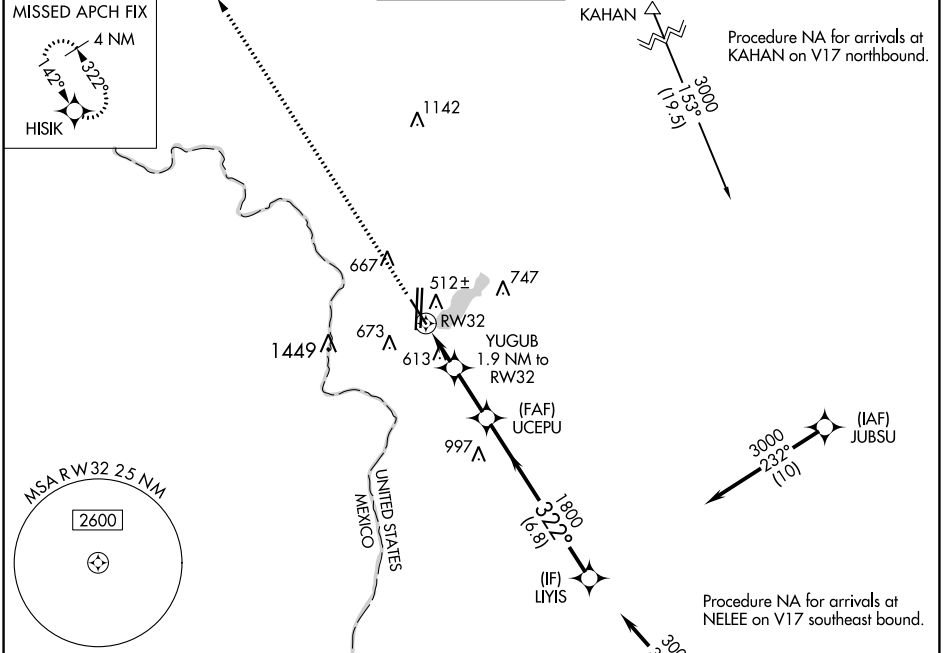 MISSED APCH FIX
4 NM
142°
322°
HISIK
KAHAN
Procedure NA for arrivals at
KAHAN on V17 northbound.
3000
153°
(19.5)
1142
667
512±
747
RW32
673
1449
613
YUGUB
1.9 NM to
RW32
(FAF)
UCEPU
997
(IAF)
JUBSU
3000
232°
(10)
MSA RW32 25 NM
2600
UNITED STATES
MEXICO
1800
322°
(6.8)
(IF)
LIYIS
Procedure NA for arrivals at
NELEE on V17 southeast bound.